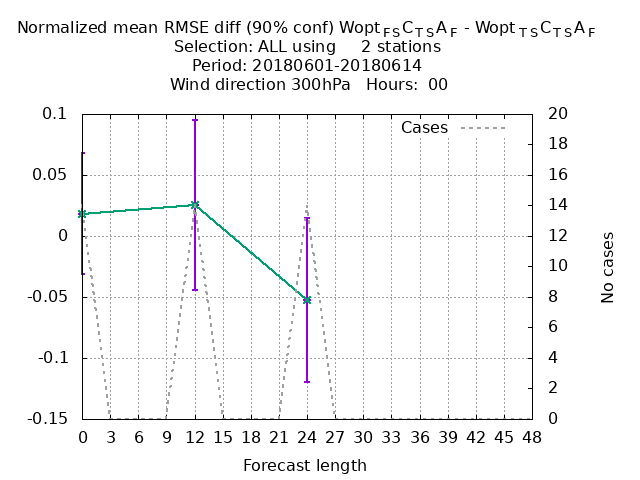 Normalized mean RMSE diff (90% conf) Wopt FS C TS A F - Wopt TS C TS A F
Selection: ALL using 2 stations
Period: 20180601-20180614
Wind direction 300hPa Hours: 00
Cases
0.1
0.05
0
-0.05
-0.1
-0.15
20
18
16
14
12
10
8
6
4
2
0
No cases
0 3 6 9 12 15 18 21 24 27 30 33 36 39 42 45 48
Forecast length